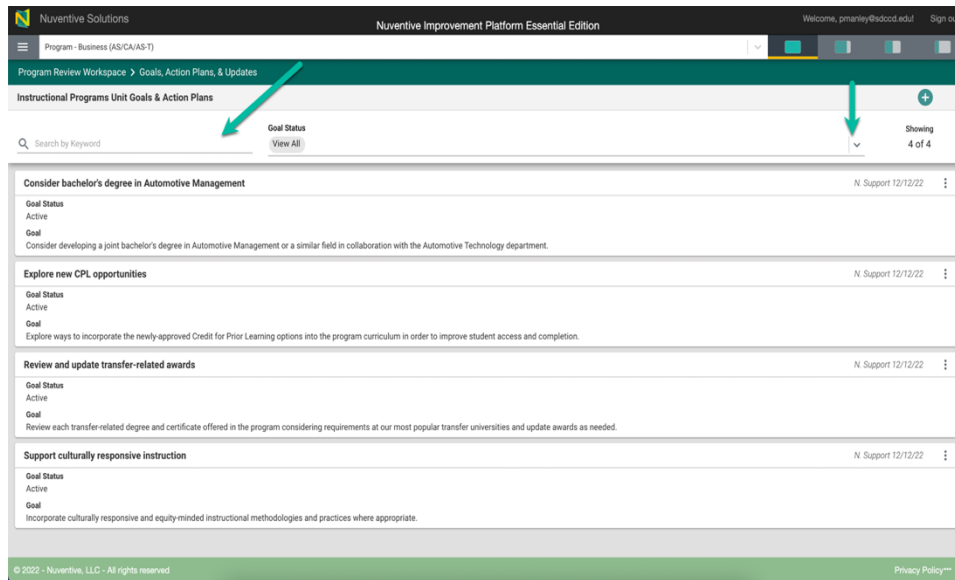 Nuventive Solutions
Nuventive Improvement Platform Essential Edition
Welcome, pmanley@sdccd.edu!
Sign ou
Program - Business (AS/CA/AS-T)
Program Review Workspace > Goals, Action Plans, & Updates
Instructional Programs Unit Goals & Action Plans
Search by Keyword
Goal Status
View All
Showing
4 of 4
Consider bachelor's degree in Automotive Management
N. Support 12/12/22
Goal Status
Active
Goal
Consider developing a joint bachelor's degree in Automotive Management or a similar field in collaboration with the Automotive Technology department.
Explore new CPL opportunities
N. Support 12/12/22
Goal Status
Active
Goal
Explore ways to incorporate the newly-approved Credit for Prior Learning options into the program curriculum in order to improve student access and completion.
Review and update transfer-related awards
N. Support 12/12/22
Goal Status
Active
Goal
Review each transfer-related degree and certificate offered in the program considering requirements at our most popular transfer universities and update awards as needed.
Support culturally responsive instruction
N. Support 12/12/22
Goal Status
Active
Goal
Incorporate culturally responsive and equity-minded instructional methodologies and practices where appropriate.
© 2022 - Nuventive, LLC - All rights reserved
Privacy Policy•••